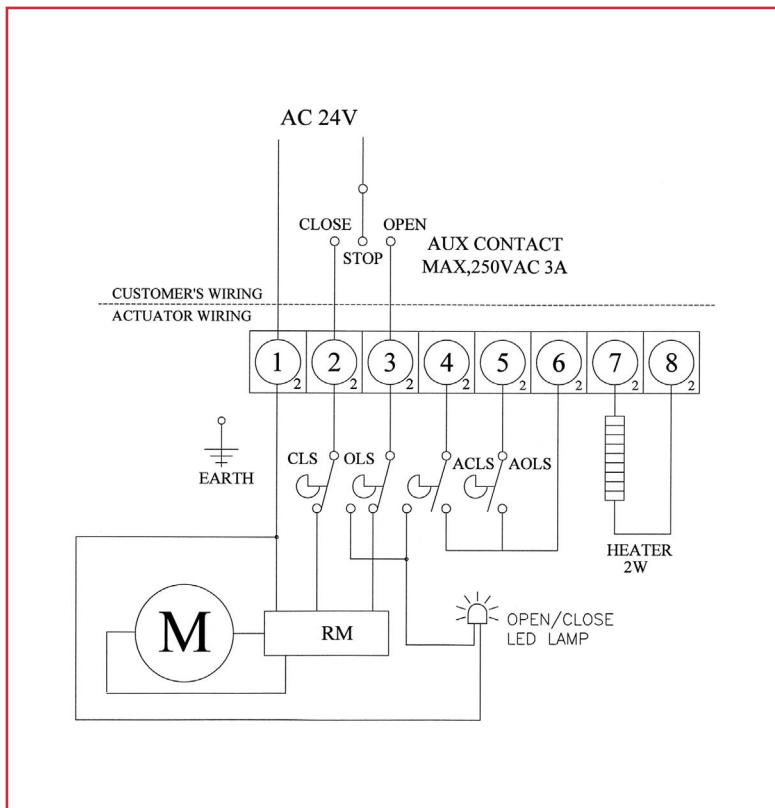 AC 24V
CLOSE
OPEN
STOP
AUX CONTACT
MAX,250VAC 3A
CUSTOMER'S WIRING
ACTUATOR WIRING
1 2 3 4 5 6 7 8
2 2 2 2 2 2 2 2
EARTH
CLS
OLS
ACLS
AOLS
HEATER
2W
M
RM
OPEN/CLOSE
LED LAMP